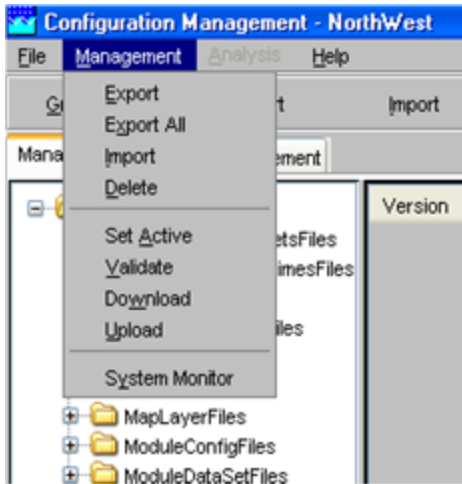 Configuration Management - NorthWest
File Management Analysis Help
Import
Export
Export All
Import
Delete
Set Active
Validate
Download
Upload
System Monitor
Version
MapLayerFiles
ModuleConfigFiles
ModuleDataSetFiles